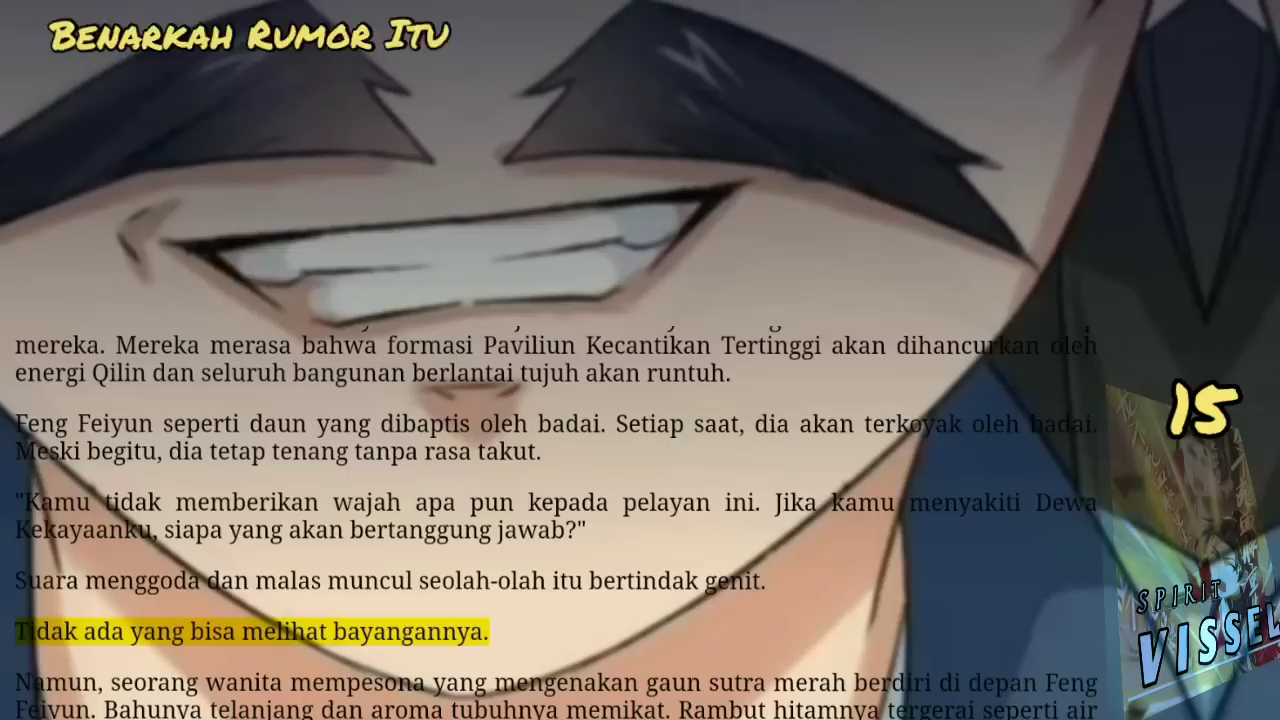 Benarkah Rumor Itu
mereka. Mereka merasa bahwa formasi Paviliun Kecantikan Tertinggi akan dihancurkan oleh
energi Qilin dan seluruh bangunan berlantai tujuh akan runtuh.
Feng Feiyun seperti daun yang dibaptis oleh badai. Setiap saat, dia akan terkoyak oleh badai.
Meski begitu, dia tetap tenang tanpa rasa takut.
15
"Kamu tidak memberikan wajah apa pun kepada pelayan ini. Jika kamu menyakiti Dewa
Kekayaanku, siapa yang akan bertanggung jawab?"
Suara menggoda dan malas muncul seolah-olah itu bertindak genit.
SPIRIT
VISSEL
Tidak ada yang bisa melihat bayangannya.
Namun, seorang wanita mempesona yang mengenakan gaun sutra merah berdiri di depan Feng
Feiyun. Bahunya telanjang dan aroma tubuhnya memikat. Rambut hitamnya tergerai seperti air